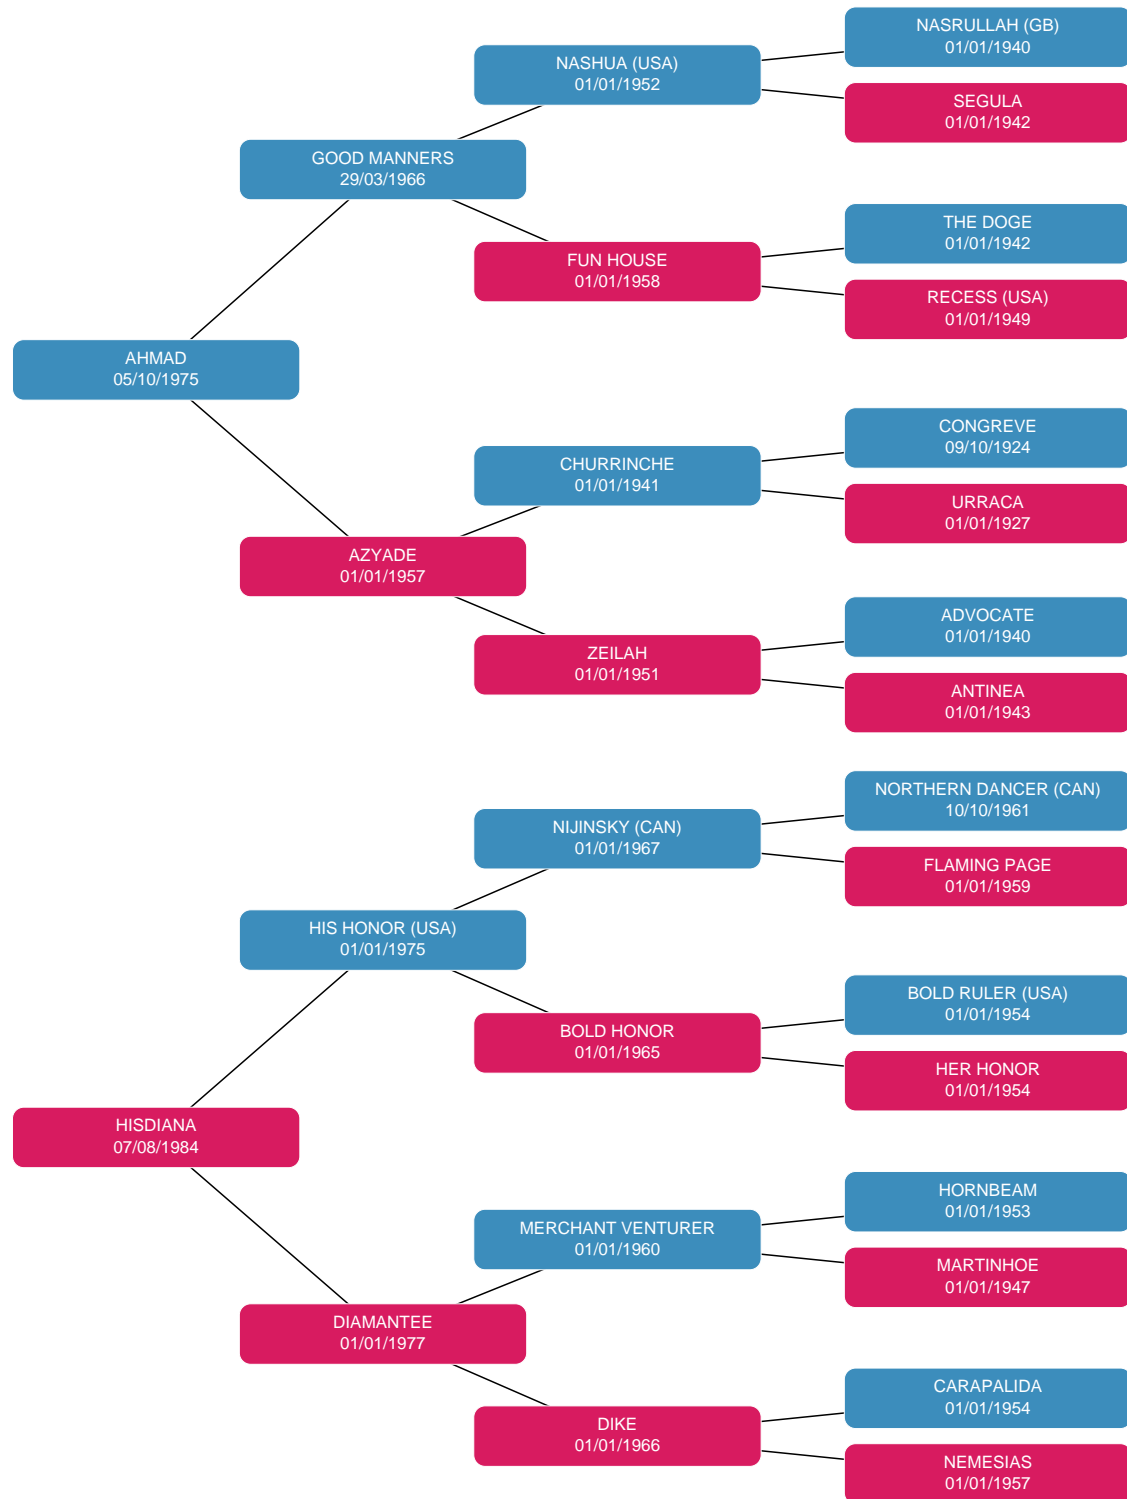 NASRULLAH (GB)
01/01/1940
NASHUA (USA)
01/01/1952
SEGULA
01/01/1942
GOOD MANNERS
29/03/1966
THE DOGE
01/01/1942
FUN HOUSE
01/01/1958
RECESS (USA)
01/01/1949
AHMAD
05/10/1975
CONGREVE
09/10/1924
CHURRINCHE
01/01/1941
URRACA
01/01/1927
AZYADE
01/01/1957
ADVOCATE
01/01/1940
ZEILAH
01/01/1951
ANTINEA
01/01/1943
NORTHERN DANCER (CAN)
10/10/1961
NIJINSKY (CAN)
01/01/1967
FLAMING PAGE
01/01/1959
HIS HONOR (USA)
01/01/1975
BOLD RULER (USA)
01/01/1954
BOLD HONOR
01/01/1965
HER HONOR
01/01/1954
HISDIANA
07/08/1984
HORNBEAM
01/01/1953
MERCHANT VENTURER
01/01/1960
MARTINHOE
01/01/1947
DIAMANTEE
01/01/1977
CARAPALIDA
01/01/1954
DIKE
01/01/1966
NEMESIAS
01/01/1957